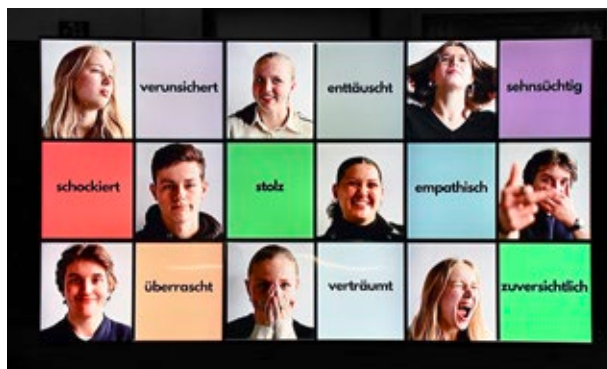 verunsichert
enttäuscht
sehnsüchtig
schockiert
stolz
empathisch
überrascht
verträumt
zuversichtlich